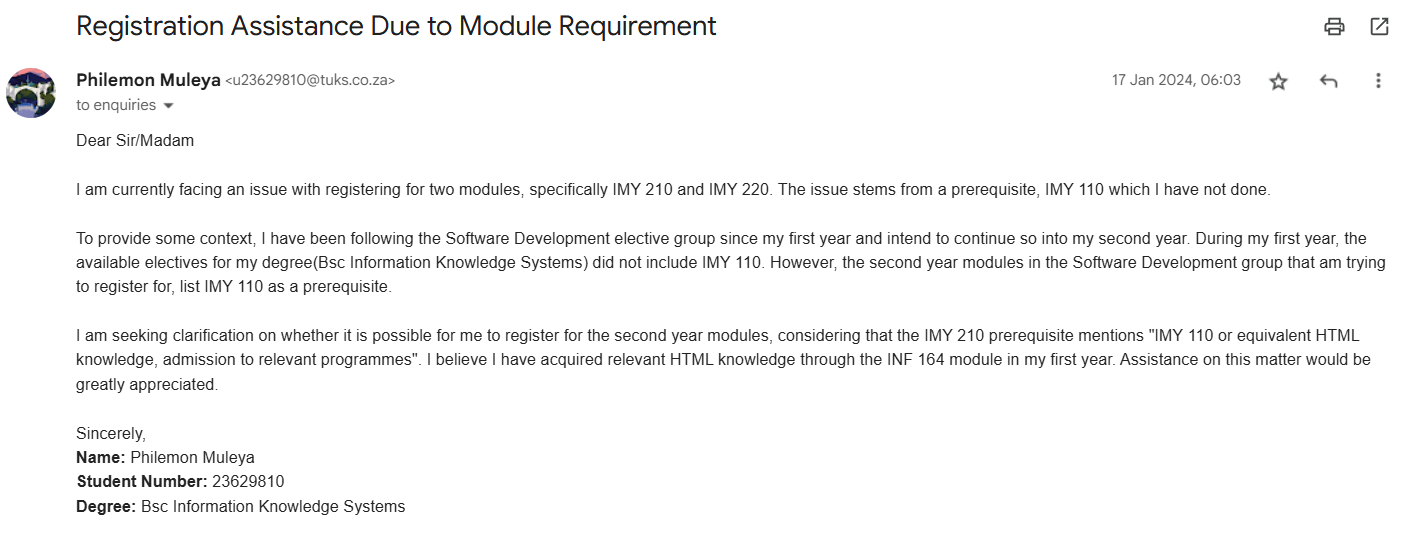 Registration Assistance Due to Module Requirement
Philemon Muleya <u23629810@tuks.co.za>
17 Jan 2024, 06:03
to enquiries
Dear Sir/Madam
I am currently facing an issue with registering for two modules, specifically IMY 210 and IMY 220. The issue stems from a prerequisite, IMY 110 which I have not done.
To provide some context, I have been following the Software Development elective group since my first year and intend to continue so into my second year. During my first year, the
available electives for my degree(Bsc Information Knowledge Systems) did not include IMY 110. However, the second year modules in the Software Development group that am trying
to register for, list IMY 110 as a prerequisite.
I am seeking clarification on whether it is possible for me to register for the second year modules, considering that the IMY 210 prerequisite mentions "IMY 110 or equivalent HTML
knowledge, admission to relevant programmes". I believe I have acquired relevant HTML knowledge through the INF 164 module in my first year. Assistance on this matter would be
greatly appreciated.
Sincerely,
Name: Philemon Muleya
Student Number: 23629810
Degree: Bsc Information Knowledge Systems